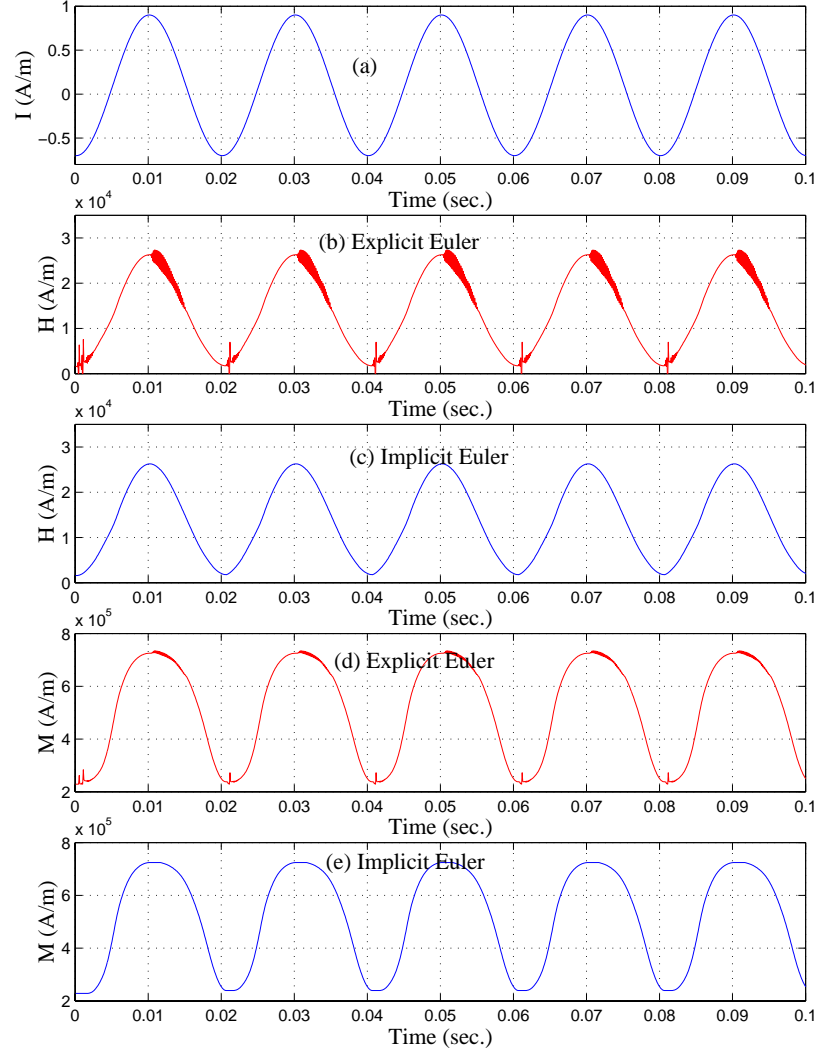 1
0.5
0
−0.5
I (A/m)
(a)
0 0.01 0.02 0.03 0.04 0.05 0.06 0.07 0.08 0.09 0.1
Time (sec.)
x 10^4
3
2
1
0
H (A/m)
(b) Explicit Euler
0 0.01 0.02 0.03 0.04 0.05 0.06 0.07 0.08 0.09 0.1
Time (sec.)
x 10^4
3
2
1
0
H (A/m)
(c) Implicit Euler
0 0.01 0.02 0.03 0.04 0.05 0.06 0.07 0.08 0.09 0.1
Time (sec.)
x 10^5
8
6
4
2
M (A/m)
(d) Explicit Euler
0 0.01 0.02 0.03 0.04 0.05 0.06 0.07 0.08 0.09 0.1
Time (sec.)
x 10^5
8
6
4
2
M (A/m)
(e) Implicit Euler
0 0.01 0.02 0.03 0.04 0.05 0.06 0.07 0.08 0.09 0.1
Time (sec.)